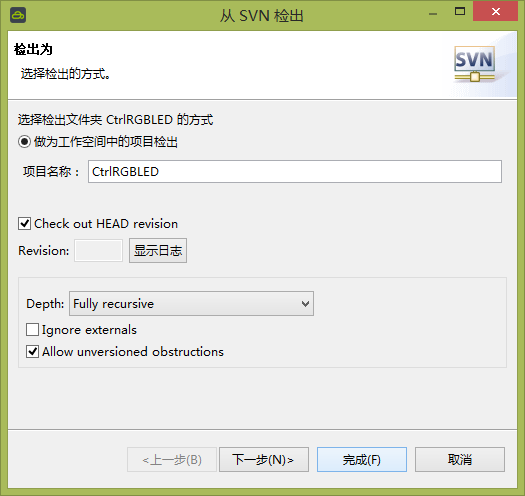 从 SVN 检出
检出为
选择检出的方式。
SVN
选择检出文件夹 CtrlRGBLED 的方式
做为工作空间中的项目检出
项目名称： CtrlRGBLED
Check out HEAD revision
Revision: 显示日志
Depth: Fully recursive
Ignore externals
Allow unversioned obstructions
<上一步(B) 下一步(N)> 完成(F) 取消